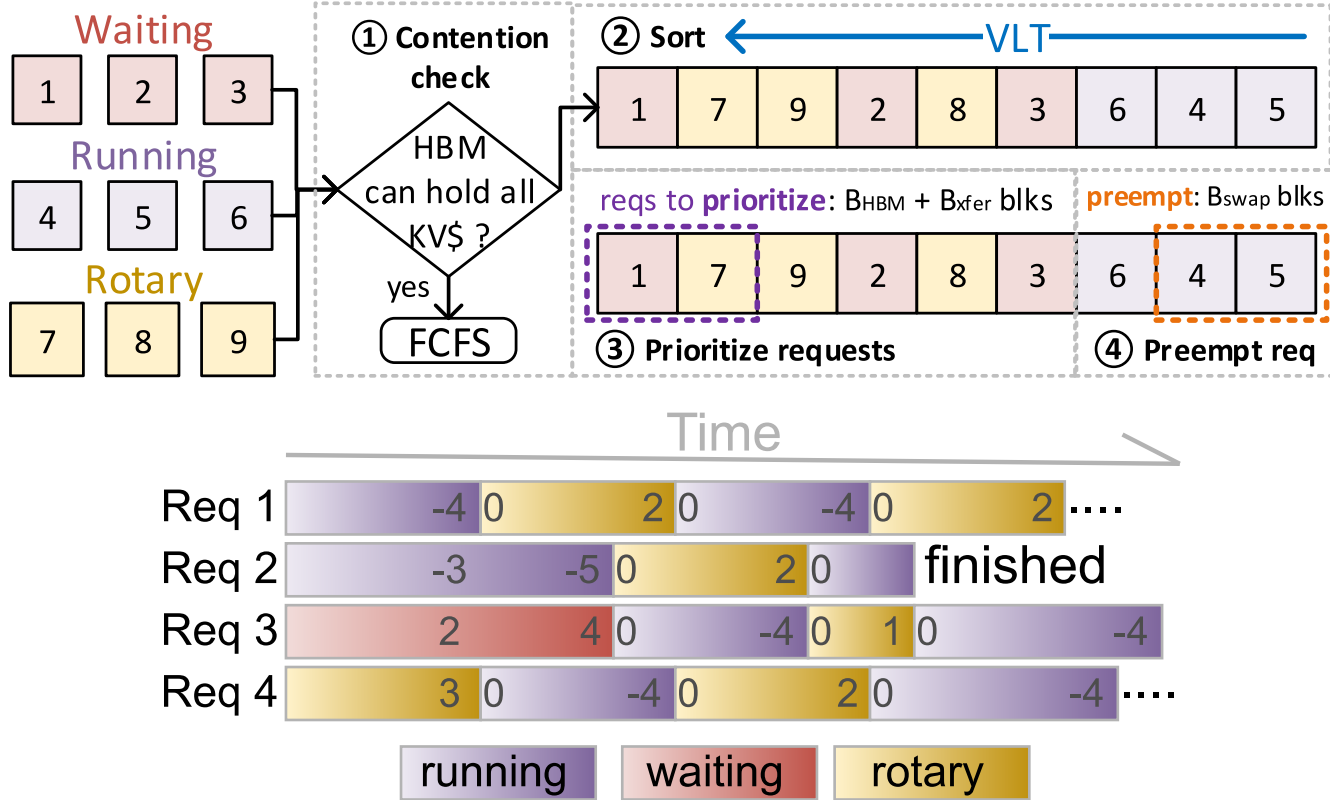 Waiting
1 2 3
Running
4 5 6
Rotary
7 8 9
① Contention
check
HBM
can hold all
KV$ ?
yes
FCFS
② Sort
VLT
1 7 9 2 8 3 6 4 5
reqs to prioritize: BHBM + Bxfer blks
preempt: Bswap blks
1 7 9 2 8 3 6 4 5
③ Prioritize requests
④ Preempt req
Time
Req 1 -4 0 2 0 -4 0 2 ....
Req 2 -3 -5 0 2 0 finished
Req 3 2 4 0 -4 0 1 0 -4
Req 4 3 0 -4 0 2 0 -4 ....
running waiting rotary